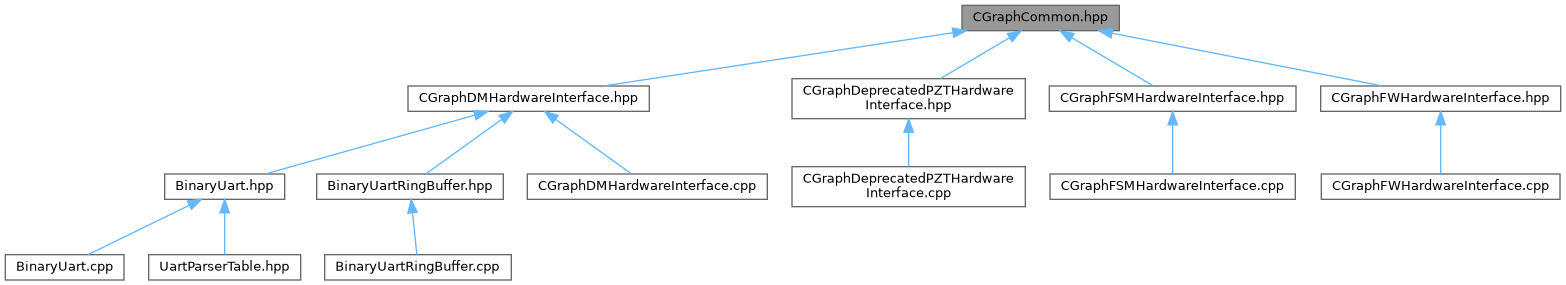 CGraphCommon.hpp
CGraphDMHardwareInterface.hpp
CGraphDeprecatedPZTHardware
Interface.hpp
CGraphFSMHardwareInterface.hpp
CGraphFWHardwareInterface.hpp
BinaryUart.hpp
BinaryUartRingBuffer.hpp
CGraphDMHardwareInterface.cpp
CGraphDeprecatedPZTHardware
Interface.cpp
CGraphFSMHardwareInterface.cpp
CGraphFWHardwareInterface.cpp
BinaryUart.cpp
UartParserTable.hpp
BinaryUartRingBuffer.cpp